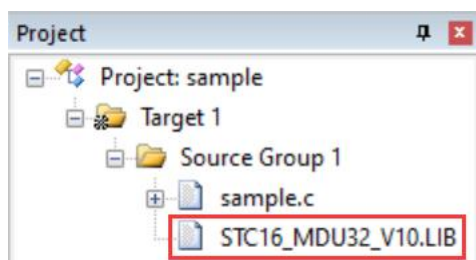 Project
Project: sample
Target 1
Source Group 1
sample.c
STC16_MDU32_V10.LIB